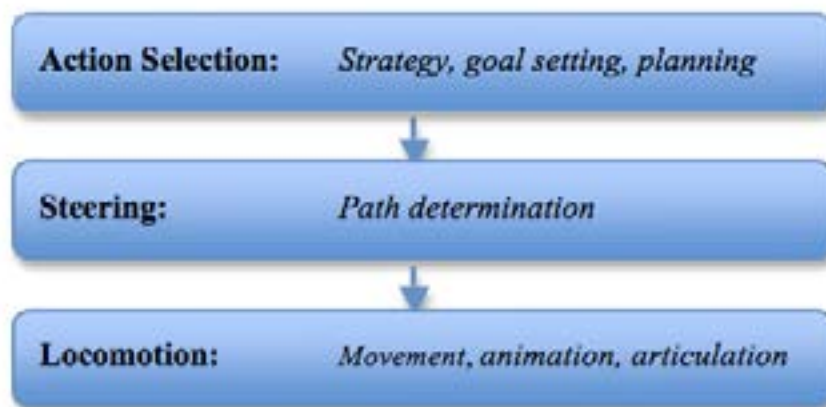 Action Selection: Strategy, goal setting, planning
Steering: Path determination
Locomotion: Movement, animation, articulation